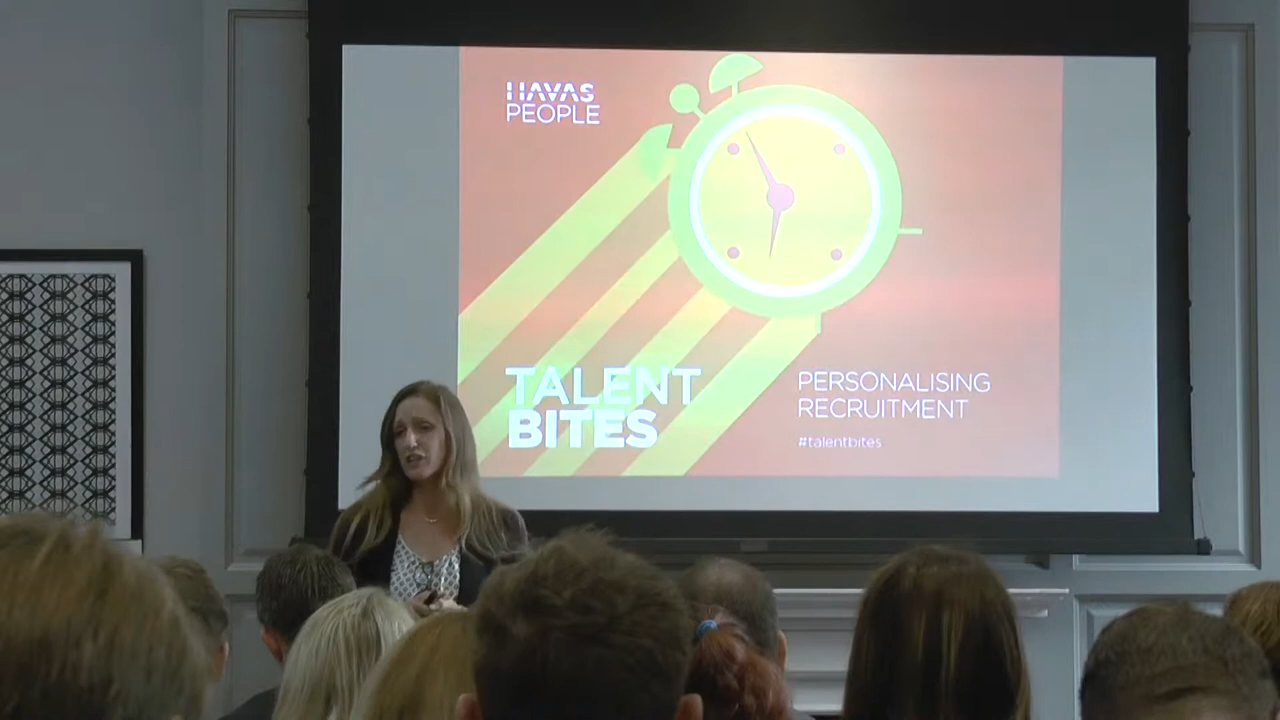 HAVAS
PEOPLE
TALENT
BITES
PERSONALISING
RECRUITMENT
#talentbites